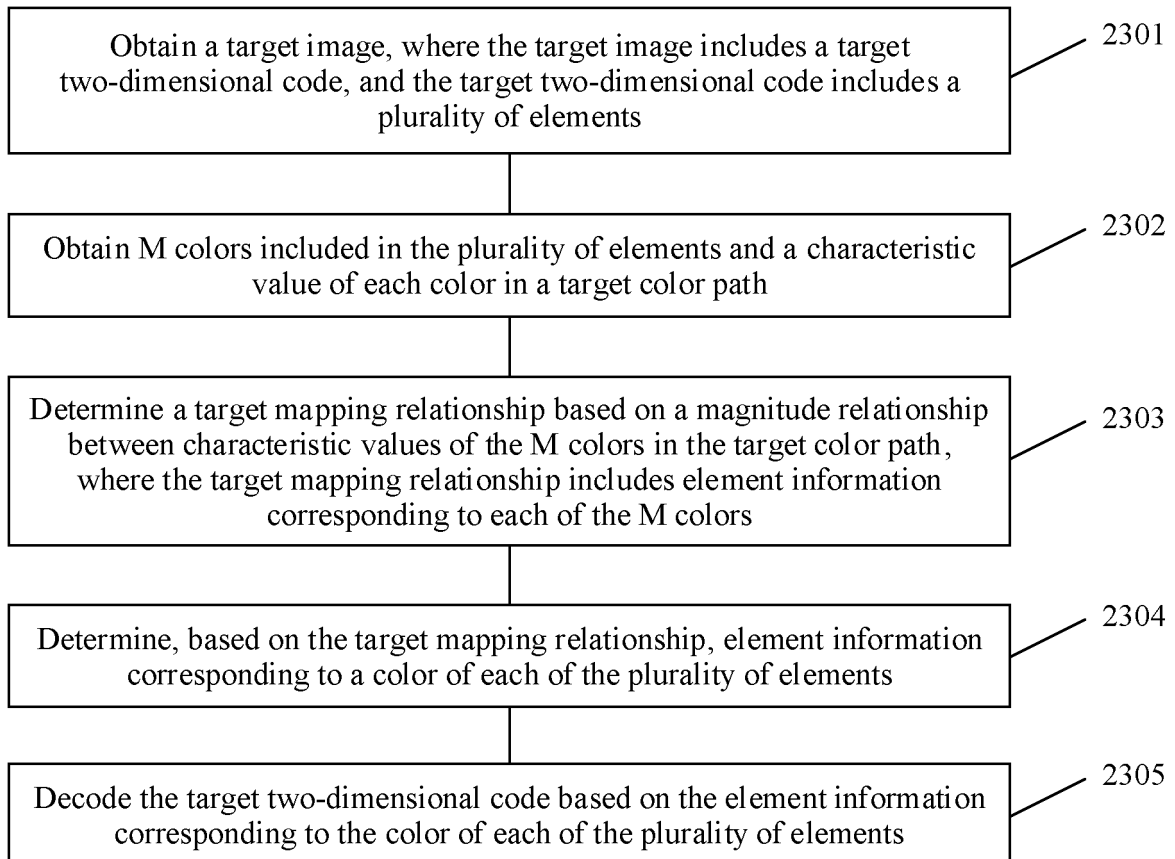 Obtain a target image, where the target image includes a target
two-dimensional code, and the target two-dimensional code includes a
plurality of elements
2301
Obtain M colors included in the plurality of elements and a characteristic
value of each color in a target color path
2302
Determine a target mapping relationship based on a magnitude relationship
between characteristic values of the M colors in the target color path,
where the target mapping relationship includes element information
corresponding to each of the M colors
2303
Determine, based on the target mapping relationship, element information
corresponding to a color of each of the plurality of elements
2304
Decode the target two-dimensional code based on the element information
corresponding to the color of each of the plurality of elements
2305